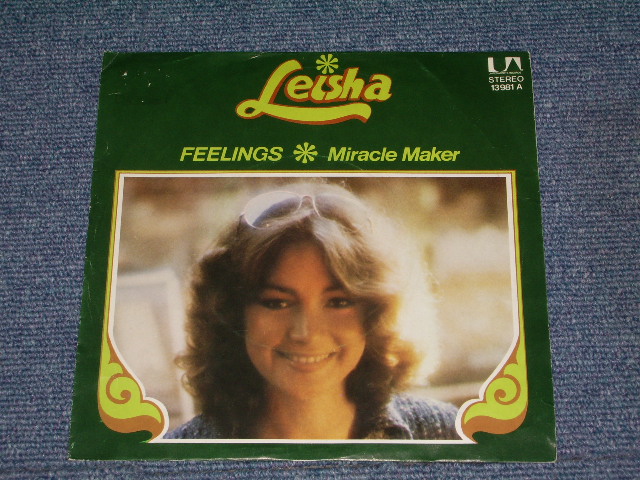 Leisha
UA
STEREO
13981 A
FEELINGS * Miracle Maker